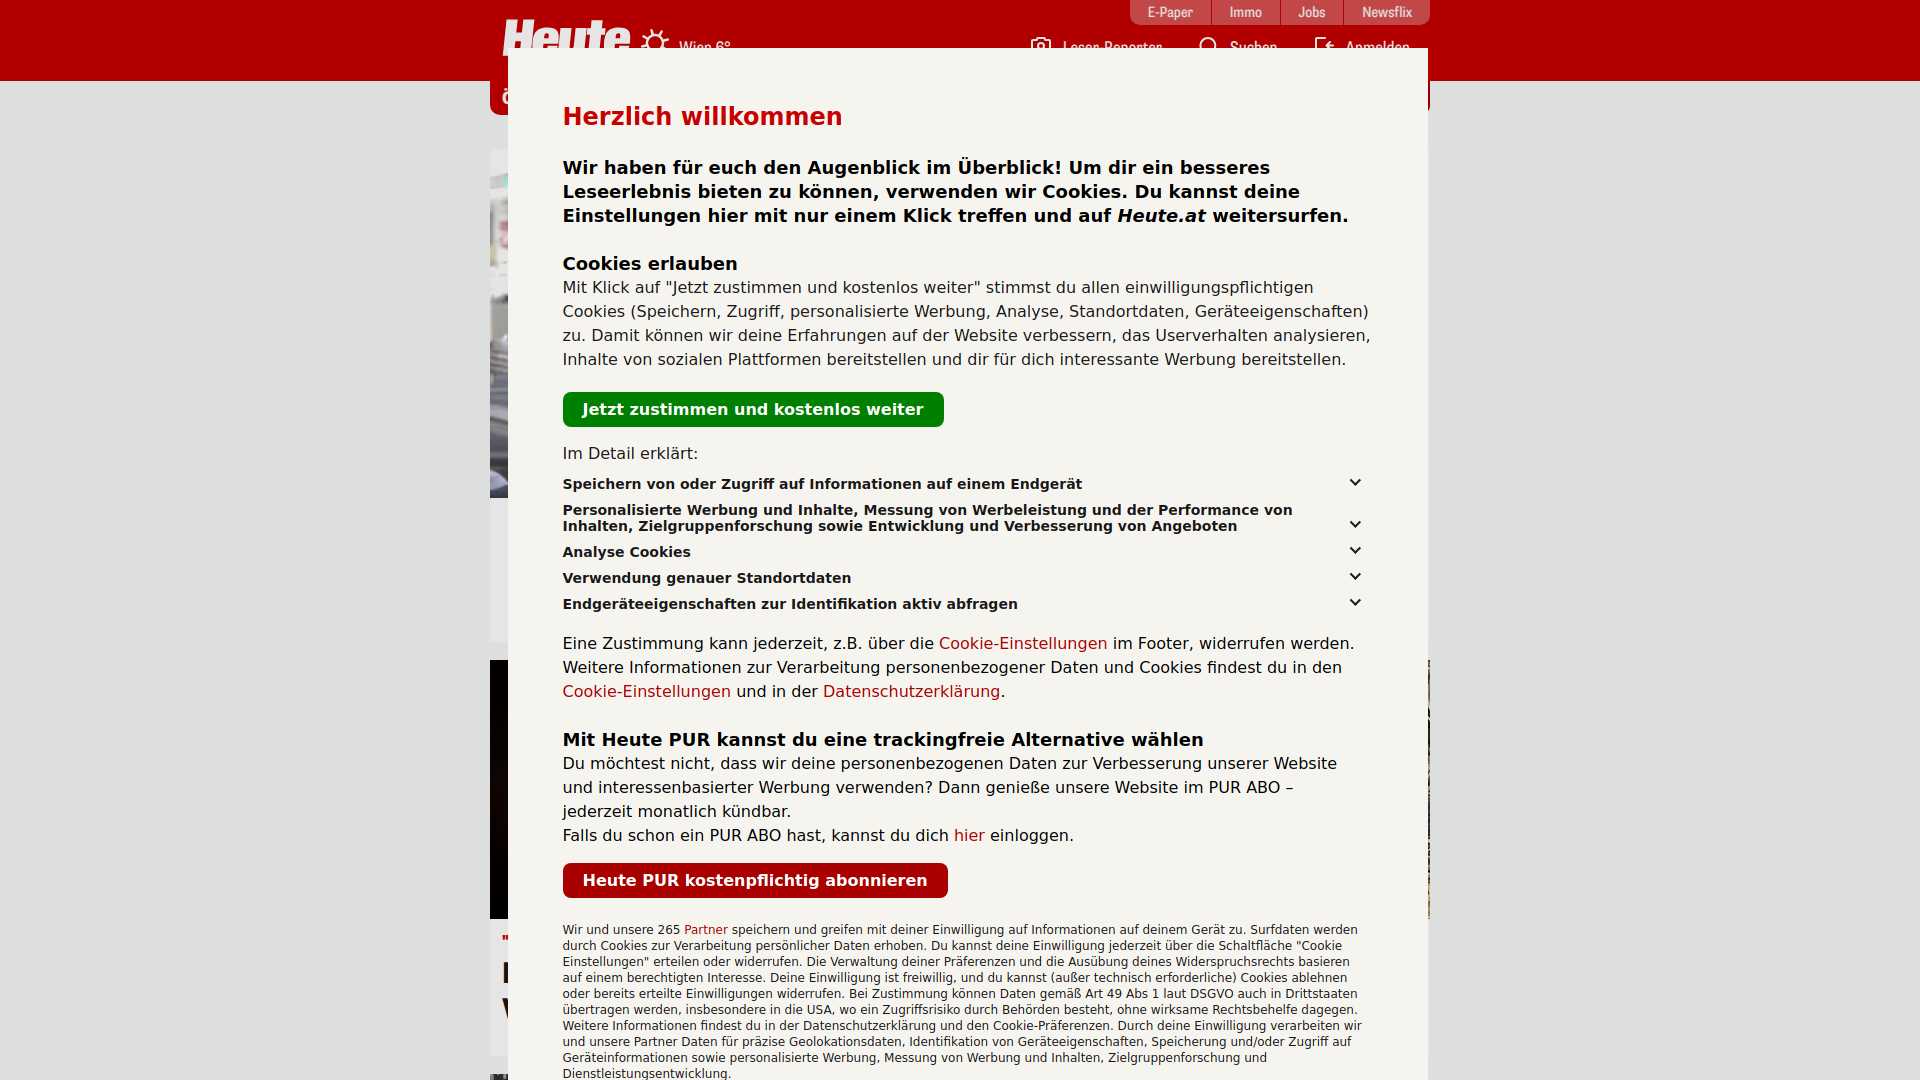 E-Paper
Immo
Jobs
Newsflix
Heute
Wien 6°
Leser-Reporter
Suchen
Anmelden
Herzlich willkommen
Wir haben für euch den Augenblick im Überblick! Um dir ein besseres
Leseerlebnis bieten zu können, verwenden wir Cookies. Du kannst deine
Einstellungen hier mit nur einem Klick treffen und auf Heute.at weitersurfen.
Cookies erlauben
Mit Klick auf "Jetzt zustimmen und kostenlos weiter" stimmst du allen einwilligungspflichtigen
Cookies (Speichern, Zugriff, personalisierte Werbung, Analyse, Standortdaten, Geräteeigenschaften)
zu. Damit können wir deine Erfahrungen auf der Website verbessern, das Userverhalten analysieren,
Inhalte von sozialen Plattformen bereitstellen und dir für dich interessante Werbung bereitstellen.
Jetzt zustimmen und kostenlos weiter
Im Detail erklärt:
Speichern von oder Zugriff auf Informationen auf einem Endgerät
Personalisierte Werbung und Inhalte, Messung von Werbeleistung und der Performance von
Inhalten, Zielgruppenforschung sowie Entwicklung und Verbesserung von Angeboten
Analyse Cookies
Verwendung genauer Standortdaten
Endgeräteeigenschaften zur Identifikation aktiv abfragen
Eine Zustimmung kann jederzeit, z.B. über die Cookie-Einstellungen im Footer, widerrufen werden.
Weitere Informationen zur Verarbeitung personenbezogener Daten und Cookies findest du in den
Cookie-Einstellungen und in der Datenschutzerklärung.
Mit Heute PUR kannst du eine trackingfreie Alternative wählen
Du möchtest nicht, dass wir deine personenbezogenen Daten zur Verbesserung unserer Website
und interessenbasierter Werbung verwenden? Dann genieße unsere Website im PUR ABO –
jederzeit monatlich kündbar.
Falls du schon ein PUR ABO hast, kannst du dich hier einloggen.
Heute PUR kostenpflichtig abonnieren
Wir und unsere 265 Partner speichern und greifen mit deiner Einwilligung auf Informationen auf deinem Gerät zu. Surfdaten werden
durch Cookies zur Verarbeitung persönlicher Daten erhoben. Du kannst deine Einwilligung jederzeit über die Schaltfläche "Cookie
Einstellungen" erteilen oder widerrufen. Die Verwaltung deiner Präferenzen und die Ausübung deines Widerspruchsrechts basieren
auf einem berechtigten Interesse. Deine Einwilligung ist freiwillig, und du kannst (außer technisch erforderliche) Cookies ablehnen
oder bereits erteilte Einwilligungen widerrufen. Bei Zustimmung können Daten gemäß Art 49 Abs 1 laut DSGVO auch in Drittstaaten
übertragen werden, insbesondere in die USA, wo ein Zugriffsrisiko durch Behörden besteht, ohne wirksame Rechtsbehelfe dagegen.
Weitere Informationen findest du in der Datenschutzerklärung und den Cookie-Präferenzen. Durch deine Einwilligung verarbeiten wir
und unsere Partner Daten für präzise Geolokationsdaten, Identifikation von Geräteeigenschaften, Speicherung und/oder Zugriff auf
Geräteinformationen sowie personalisierte Werbung, Messung von Werbung und Inhalten, Zielgruppenforschung und
Dienstleistungsentwicklung.